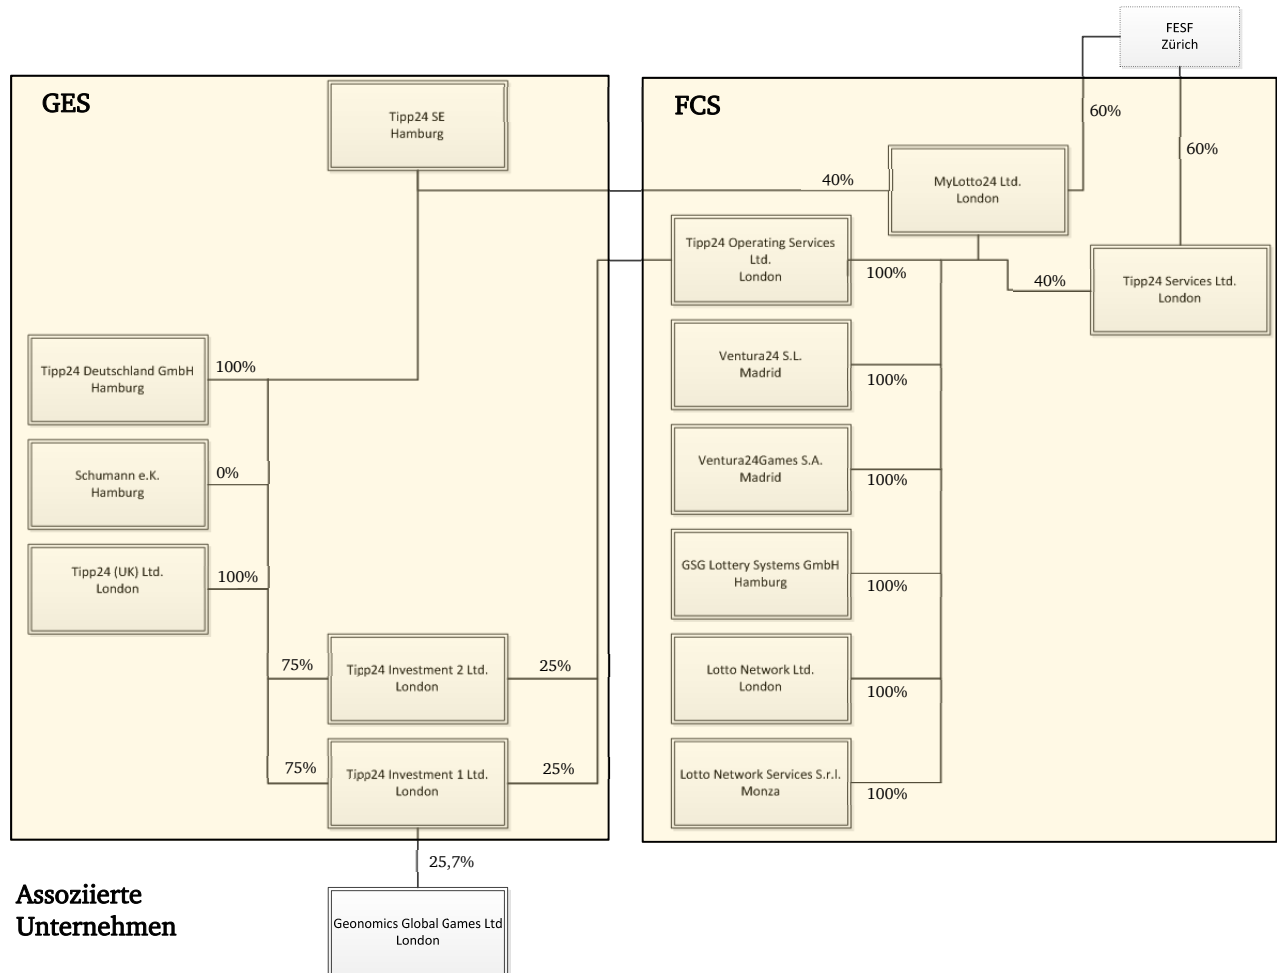 FESF
Zürich
GES
Tipp24 SE
Hamburg
FCS
60%
60%
40%
MyLotto24 Ltd.
London
Tipp24 Operating Services
Ltd.
London
100%
40%
Tipp24 Services Ltd.
London
Tipp24 Deutschland GmbH
Hamburg
100%
Ventura24 S.L.
Madrid
100%
Schumann e.K.
Hamburg
0%
Ventura24Games S.A.
Madrid
100%
Tipp24 (UK) Ltd.
London
100%
GSG Lottery Systems GmbH
Hamburg
100%
75%
Tipp24 Investment 2 Ltd.
London
25%
Lotto Network Ltd.
London
100%
75%
Tipp24 Investment 1 Ltd.
London
25%
Lotto Network Services S.r.l.
Monza
100%
25,7%
Assoziierte
Unternehmen
Geonomics Global Games Ltd
London